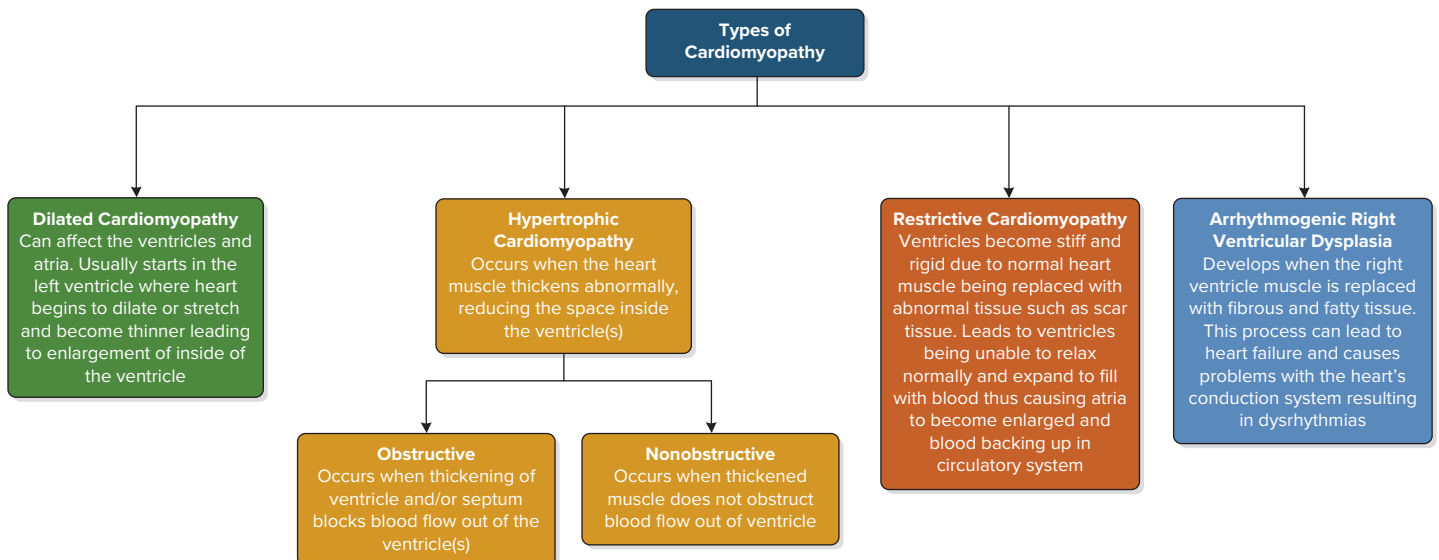 Types of
Cardiomyopathy
Dilated Cardiomyopathy
Can affect the ventricles and
atria. Usually starts in the
left ventricle where heart
begins to dilate or stretch
and become thinner leading
to enlargement of inside of
the ventricle
Hypertrophic
Cardiomyopathy
Occurs when the heart
muscle thickens abnormally,
reducing the space inside
the ventricle(s)
Obstructive
Occurs when thickening of
ventricle and/or septum
blocks blood flow out of the
ventricle(s)
Nonobstructive
Occurs when thickened
muscle does not obstruct
blood flow out of ventricle
Restrictive Cardiomyopathy
Ventricles become stiff and
rigid due to normal heart
muscle being replaced with
abnormal tissue such as scar
tissue. Leads to ventricles
being unable to relax
normally and expand to fill
with blood thus causing atria
to become enlarged and
blood backing up in
circulatory system
Arrhythmogenic Right
Ventricular Dysplasia
Develops when the right
ventricle muscle is replaced
with fibrous and fatty tissue.
This process can lead to
heart failure and causes
problems with the heart's
conduction system resulting
in dysrhythmias